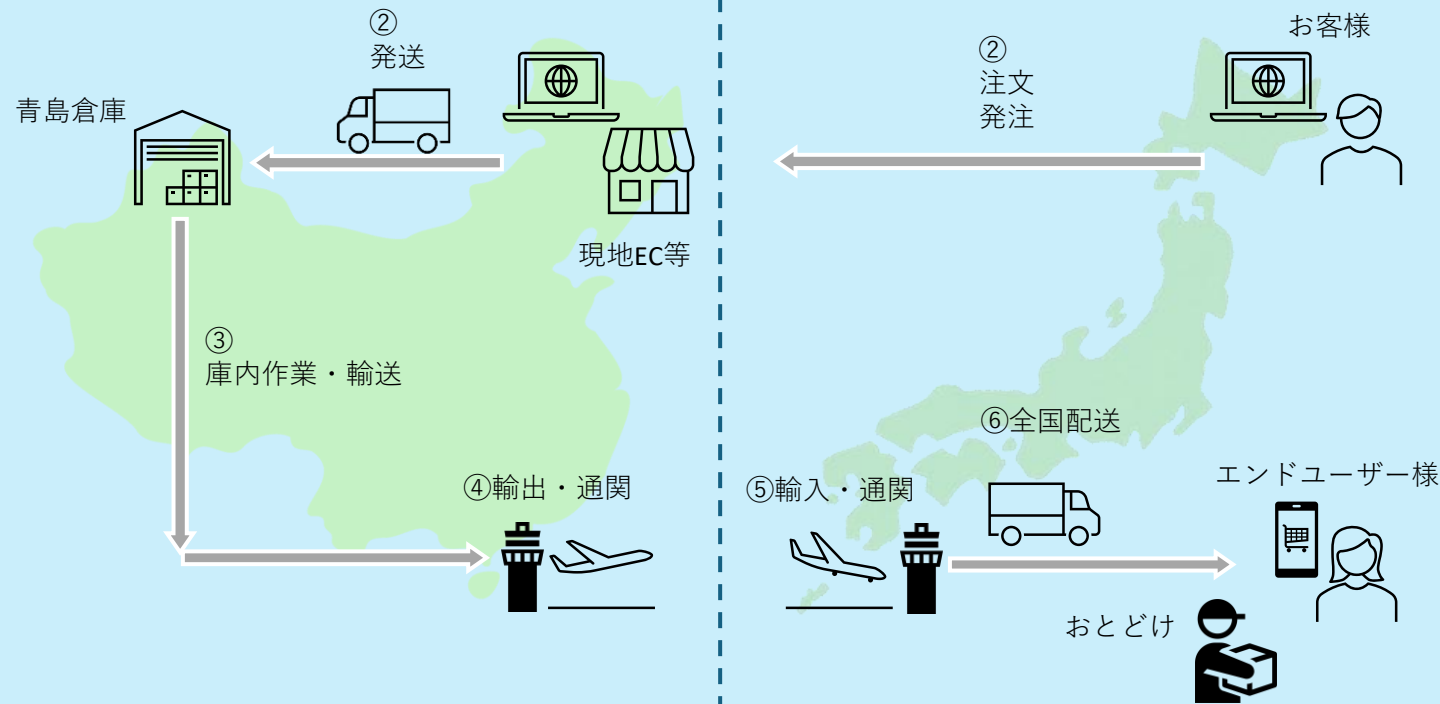 ②
発送
青島倉庫
現地EC等
③
庫内作業・輸送
④輸出・通関
お客様
②
注文
発注
⑥全国配送
⑤輸入・通関
エンドユーザー様
おとどけ